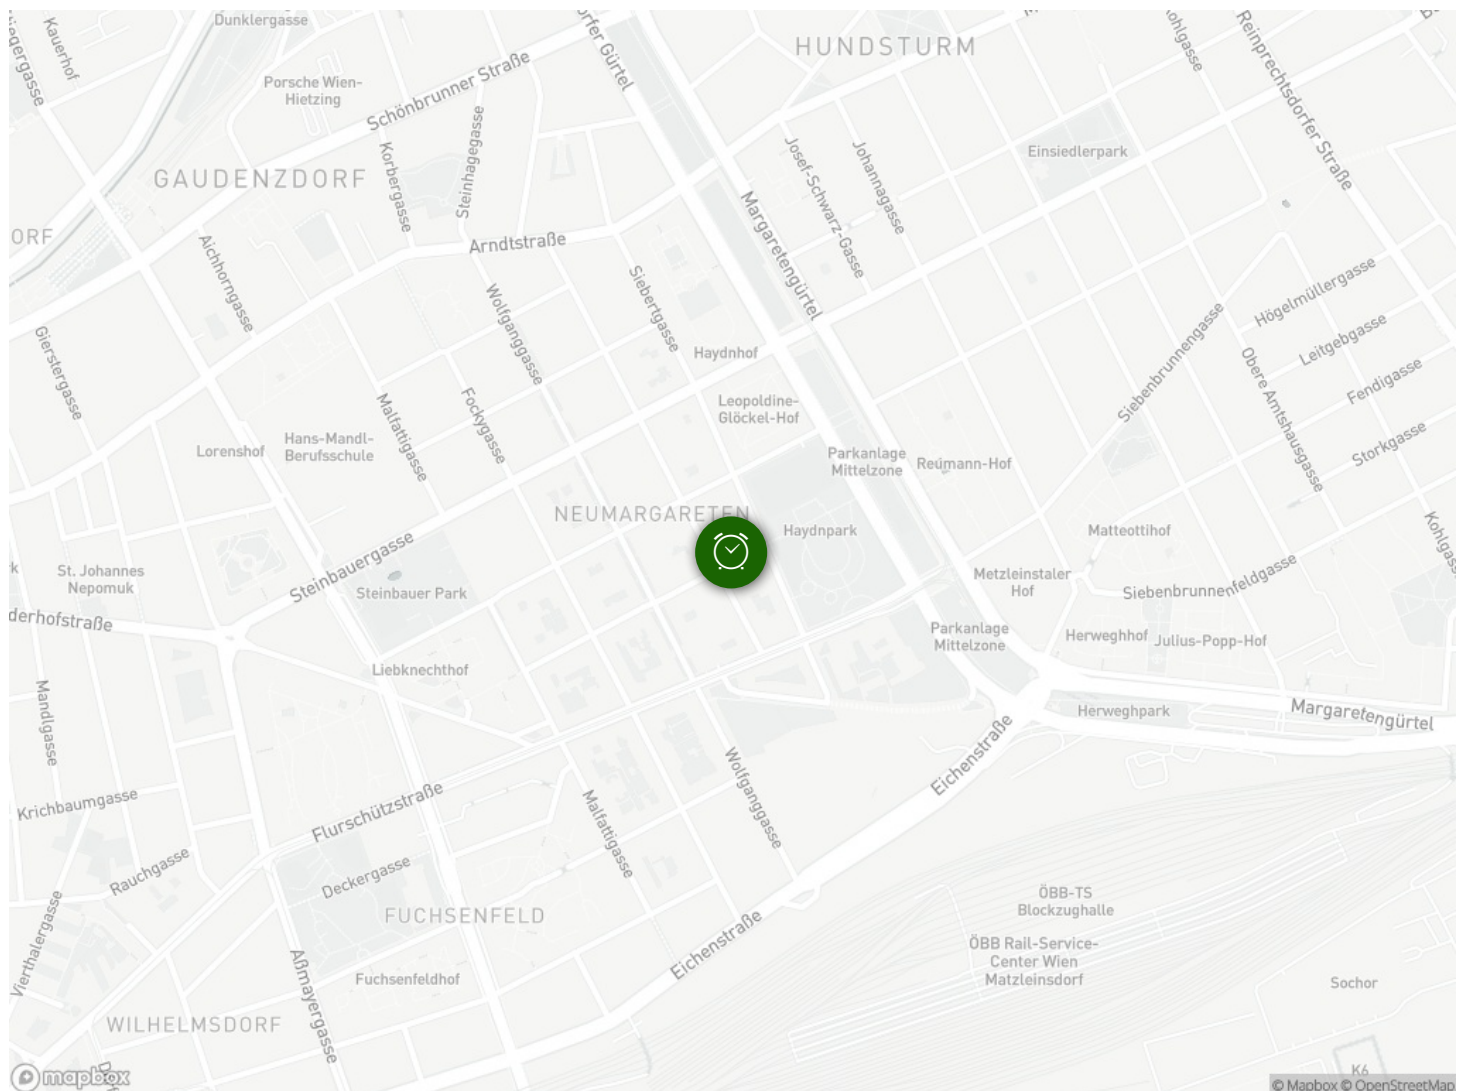 Dunklergasse
HUNDSTURM
Kauerhof
Kohlgasse
Reinprechtsdorfer Straße
Porsche Wien-
Hietzing
Schönbrunner Straße
Steinhagegasse
Korbergasse
Josef-Schwarz-Gasse
Johannagasse
Einsiedlerpark
GAUDENZDORF
Margaretengürtel
ORF
Aichhorngasse
Arndtstraße
Siebertgasse
Wolfganggasse
Högelmüllergasse
Siebenbrunnengasse
Leitgebgasse
Gierstergasse
Haydnhof
Obere Amtshausgasse
Fendigasse
Malfattigasse
Fockygasse
Leopoldine-
Glöckel-Hof
Lorenshof
Hans-Mandl-
Berufsschule
Parkanlage
Mittelzone
Reumann-Hof
Storkgasse
NEUMARGARETEN
Haydnpark
Matteottihof
Kohlgasse
Steinbauergasse
St. Johannes
Nepomuk
Steinbauer Park
Metzleinstaler
Hof
Siebenbrunnenfeldgasse
derhofstraße
Parkanlage
Mittelzone
Herweghhof
Julius-Popp-Hof
Liebknechthof
Mandlgasse
Herweghpark
Margaretengürtel
Eichenstraße
Wolfganggasse
Krichbaumgasse
Flurschützstraße
Malfattigasse
Rauchgasse
Deckergasse
Vierthalergasse
FUCHSENFELD
ÖBB-TS
Blockzughalle
Eichenstraße
ÖBB Rail-Service-
Center Wien
Matzleinsdorf
Aßmayergasse
Fuchsenfeldhof
Sochor
WILHELMSDORF
K6
mapbox
© Mapbox © OpenStreetMap